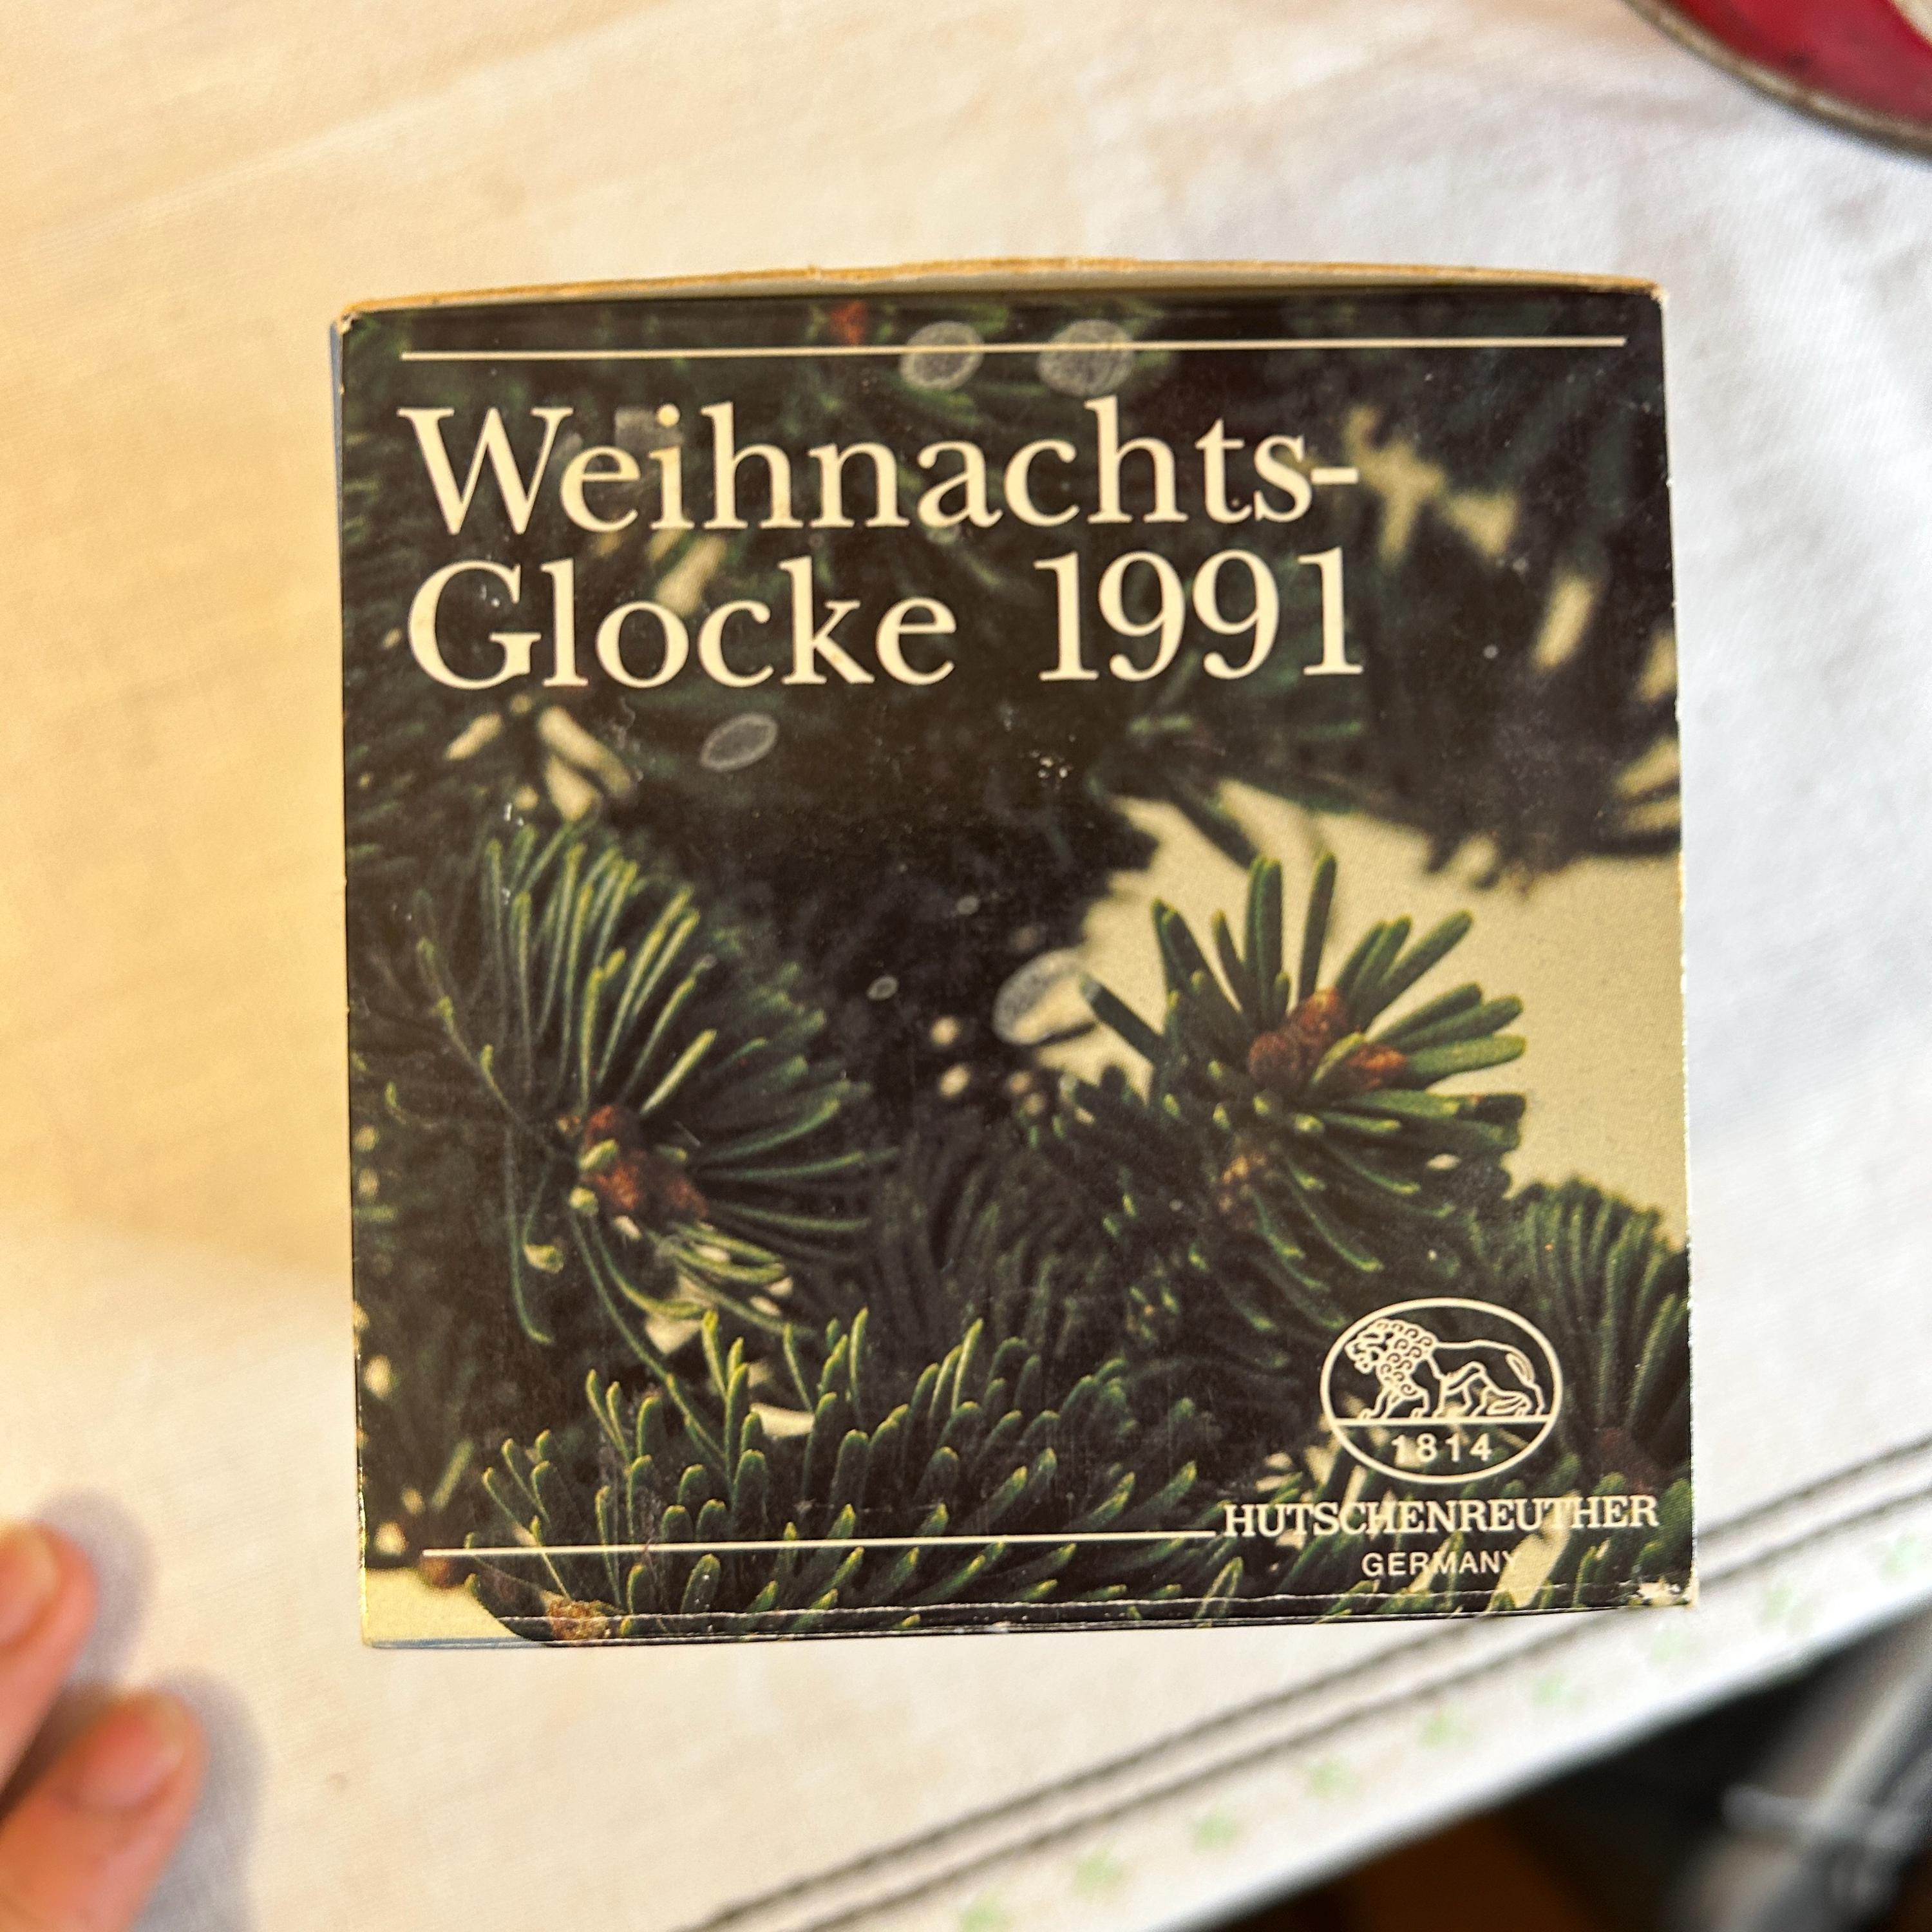 Weihnachts-
Glocke 1991
1814
HUTSCHENREUTHER
GERMANY